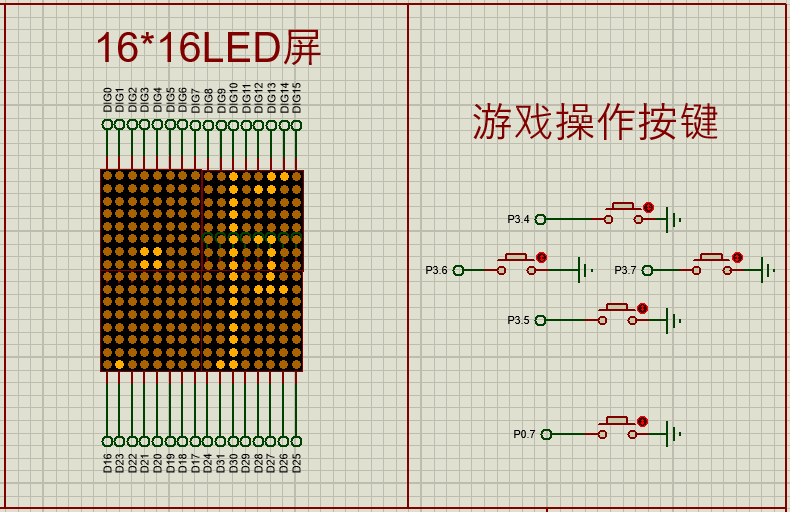 16*16LED屏
DIG0 DIG1 DIG2 DIG3 DIG4 DIG5 DIG6 DIG7 DIG8 DIG9 DIG10 DIG11 DIG12 DIG13 DIG14 DIG15
游戏操作按键
P3.4
P3.6
P3.7
P3.5
P0.7
D16 D23 D22 D21 D20 D19 D18 D17 D24 D31 D30 D29 D28 D27 D26 D25